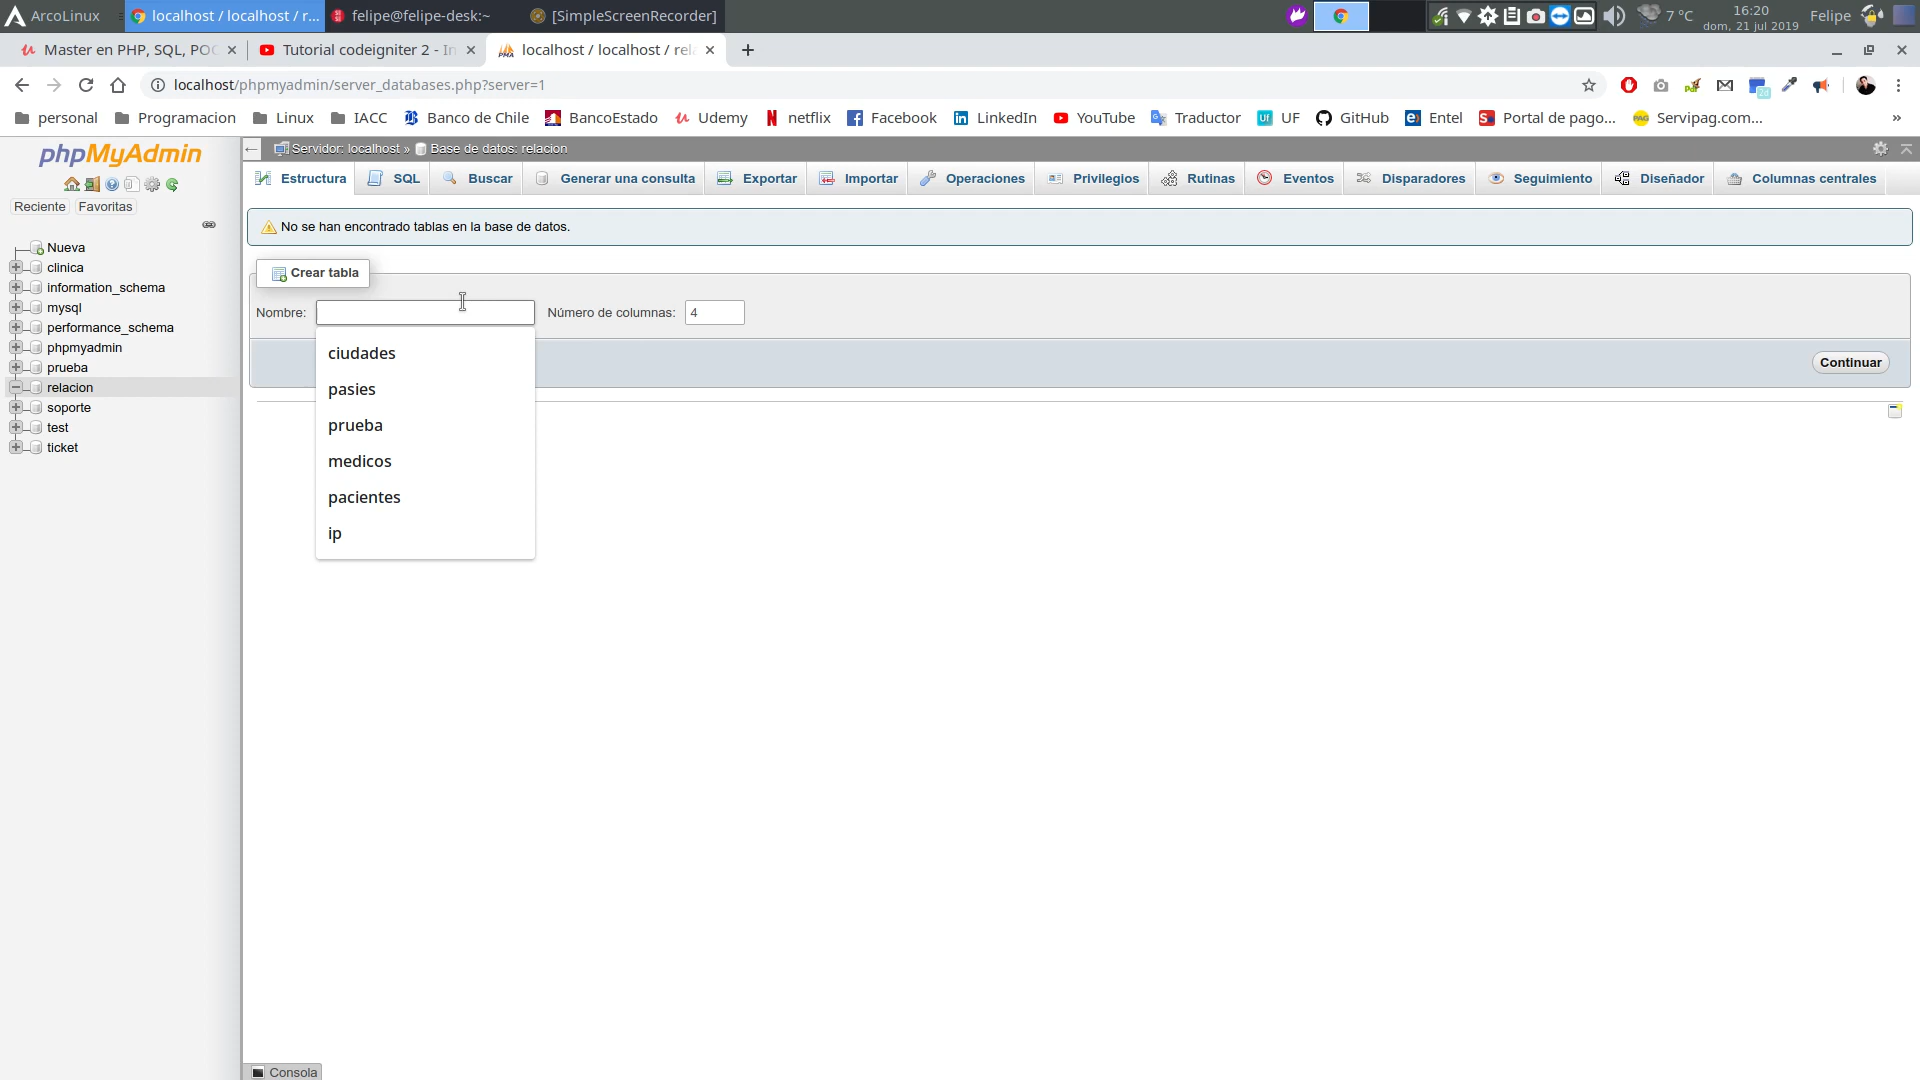 ArcoLinux
localhost / localhost / r...
felipe@felipe-desk:~
[SimpleScreenRecorder]
7 °C
16:20
dom, 21 jul 2019
Felipe
Master en PHP, SQL, POO
Tutorial codeigniter 2 - In
localhost / localhost / rela
localhost/phpmyadmin/server_databases.php?server=1
personal
Programacion
Linux
IACC
Banco de Chile
BancoEstado
Udemy
netflix
Facebook
LinkedIn
YouTube
Traductor
UF
GitHub
Entel
Portal de pago...
Servipag.com...
»
phpMyAdmin
Reciente
Favoritas
Nueva
clinica
information_schema
mysql
performance_schema
phpmyadmin
prueba
relacion
soporte
test
ticket
Servidor: localhost » Base de datos: relacion
Estructura
SQL
Buscar
Generar una consulta
Exportar
Importar
Operaciones
Privilegios
Rutinas
Eventos
Disparadores
Seguimiento
Diseñador
Columnas centrales
No se han encontrado tablas en la base de datos.
Crear tabla
Nombre:
Número de columnas: 4
ciudades
pasies
prueba
medicos
pacientes
ip
Continuar
Consola